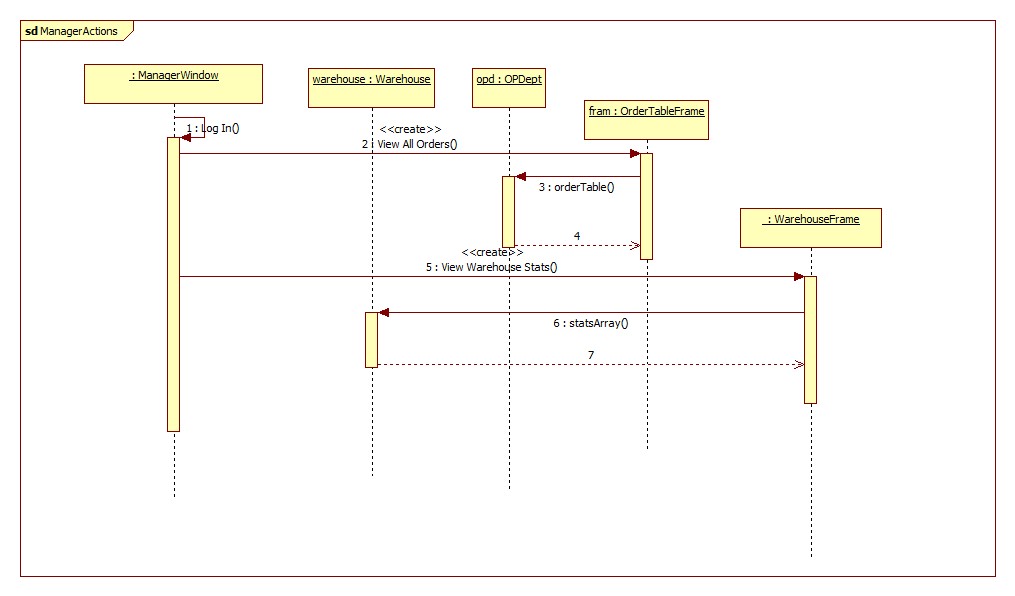 sd ManagerActions
: ManagerWindow
warehouse : Warehouse
opd : OPDept
fram : OrderTableFrame
1 : Log In()
<<create>>
2 : View All Orders()
3 : orderTable()
: WarehouseFrame
4
<<create>>
5 : View Warehouse Stats()
6 : statsArray()
7